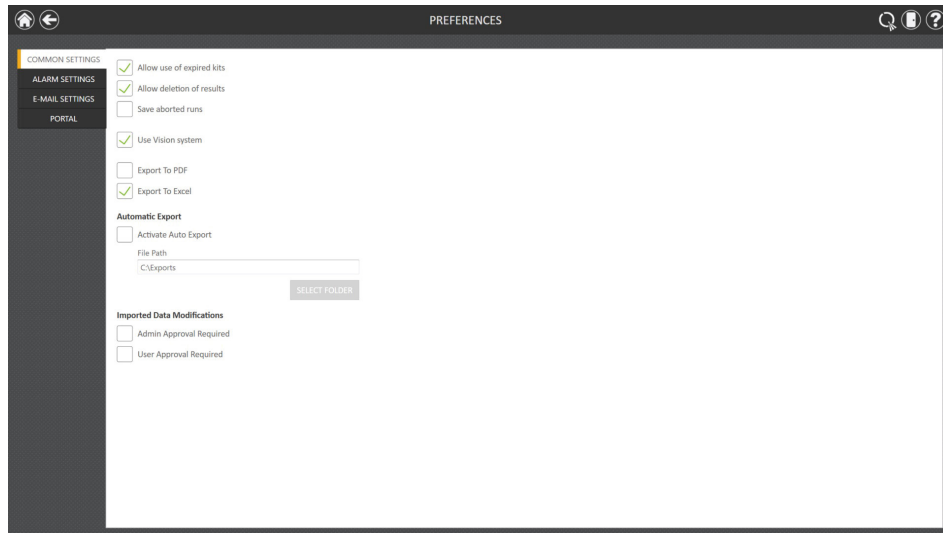 PREFERENCES
COMMON SETTINGS
ALARM SETTINGS
E-MAIL SETTINGS
PORTAL
Allow use of expired kits
Allow deletion of results
Save aborted runs
Use Vision system
Export To PDF
Export To Excel
Automatic Export
Activate Auto Export
File Path
C:\Exports
SELECT FOLDER
Imported Data Modifications
Admin Approval Required
User Approval Required